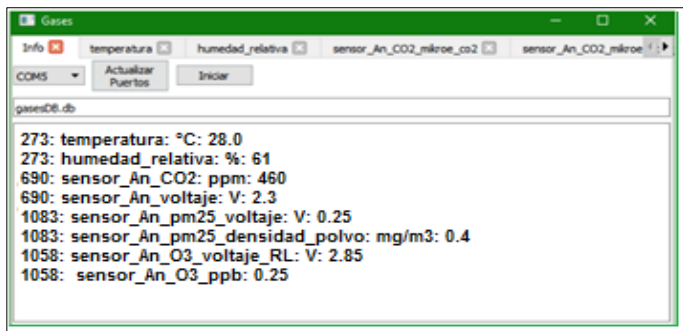 Gases
Info temperatura humedad_relativa sensor_An_CO2_mikroe_co2 sensor_An_CO2_mikroe
COM5 Actualizar Puertos Iniciar
gasesDB.db
273: temperatura: °C: 28.0
273: humedad_relativa: %: 61
690: sensor_An_CO2: ppm: 460
690: sensor_An_voltaje: V: 2.3
1083: sensor_An_pm25_voltaje: V: 0.25
1083: sensor_An_pm25_densidad_polvo: mg/m3: 0.4
1058: sensor_An_O3_voltaje_RL: V: 2.85
1058: sensor_An_O3_ppb: 0.25